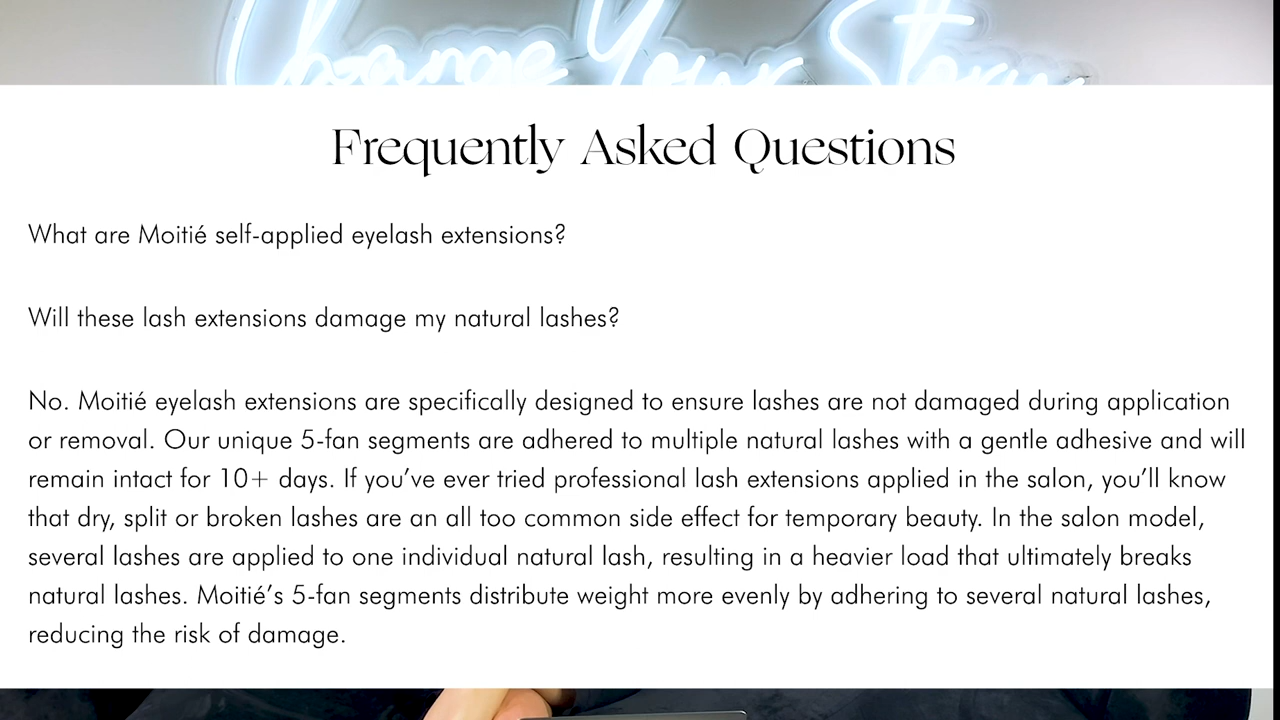 Change Your Story
Frequently Asked Questions
What are Moitié self-applied eyelash extensions?
Will these lash extensions damage my natural lashes?
No. Moitié eyelash extensions are specifically designed to ensure lashes are not damaged during application
or removal. Our unique 5-fan segments are adhered to multiple natural lashes with a gentle adhesive and will
remain intact for 10+ days. If you’ve ever tried professional lash extensions applied in the salon, you’ll know
that dry, split or broken lashes are an all too common side effect for temporary beauty. In the salon model,
several lashes are applied to one individual natural lash, resulting in a heavier load that ultimately breaks
natural lashes. Moitié’s 5-fan segments distribute weight more evenly by adhering to several natural lashes,
reducing the risk of damage.